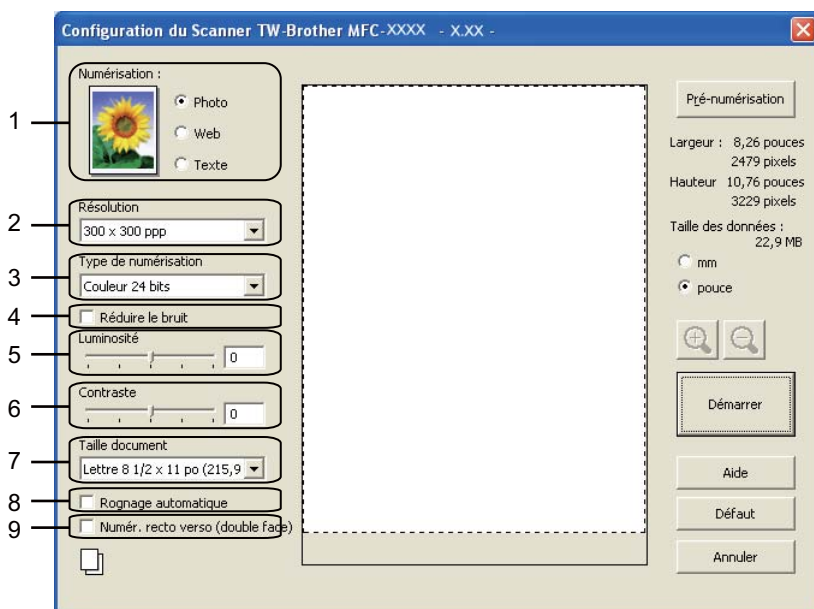 Configuration du Scanner TW-Brother MFC-XXXX - X.XX -
1
Numérisation :
Photo
Web
Texte
2
Résolution
300 x 300 ppp
3
Type de numérisation
Couleur 24 bits
4
Réduire le bruit
5
Luminosité
0
6
Contraste
0
7
Taille document
Lettre 8 1/2 x 11 po (215,9
8
Rognage automatique
9
Numér. recto verso (double face)
Pré-numérisation
Largeur : 8,26 pouces
2479 pixels
Hauteur 10,76 pouces
3229 pixels
Taille des données :
22,9 MB
mm
pouce
Démarrer
Aide
Défaut
Annuler